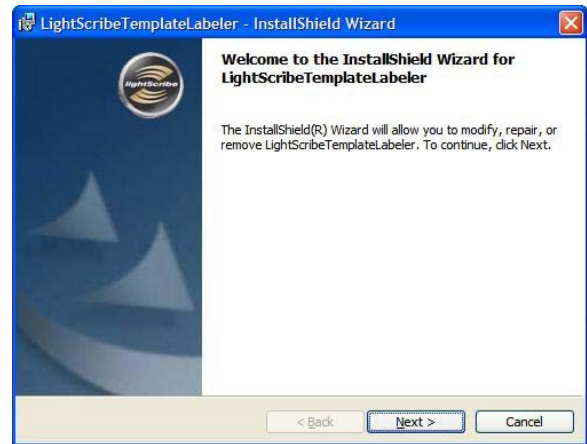 LightScribeTemplateLabeler - InstallShield Wizard
lightScribe
Welcome to the InstallShield Wizard for
LightScribeTemplateLabeler
The InstallShield(R) Wizard will allow you to modify, repair, or
remove LightScribeTemplateLabeler. To continue, click Next.
< Back
Next >
Cancel